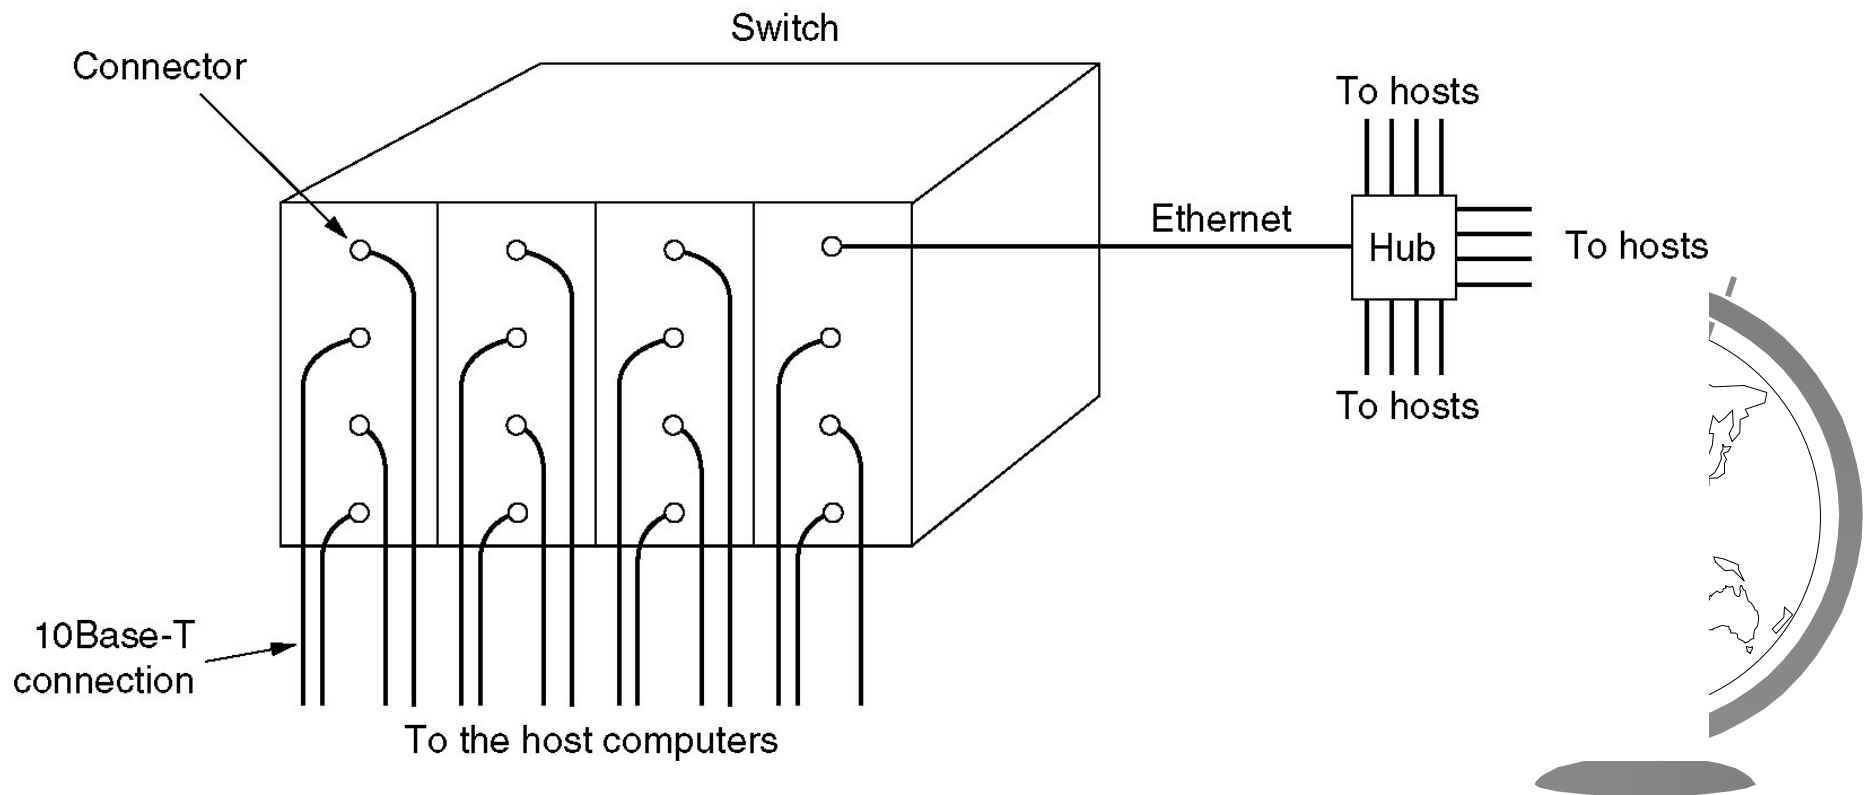 Switch
Connector
To hosts
Ethernet
Hub
To hosts
To hosts
10Base-T
connection
To the host computers